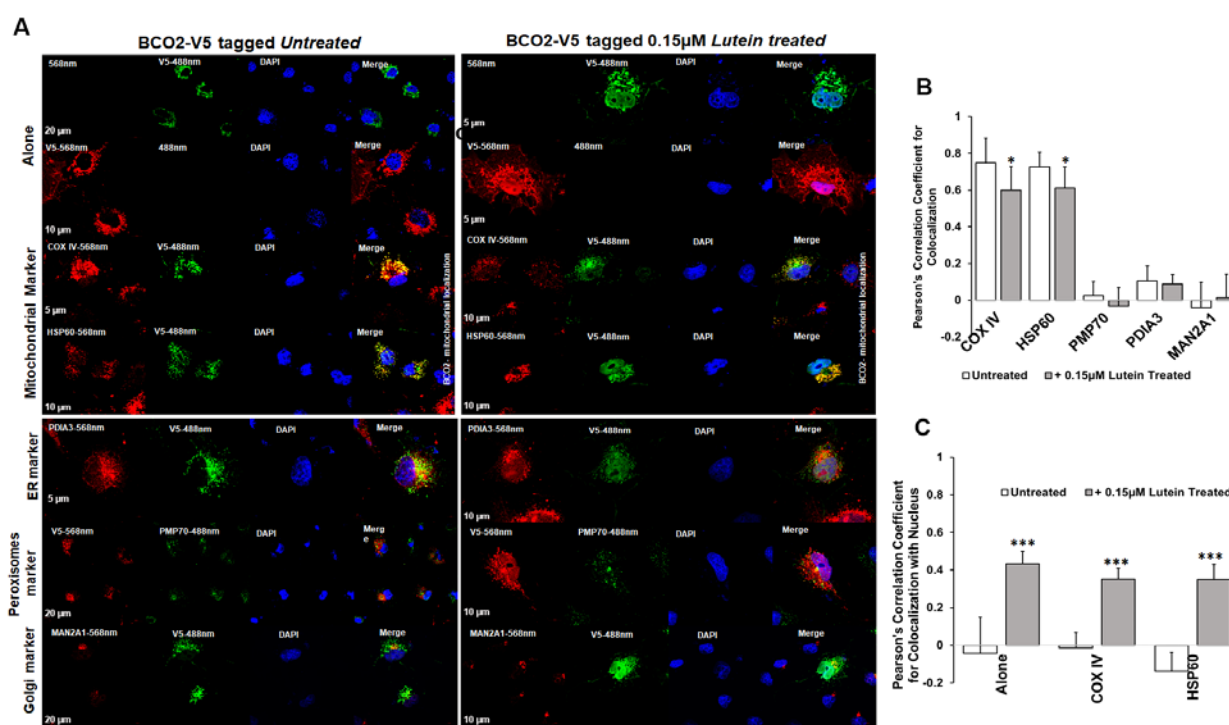 A
BCO2-V5 tagged Untreated
BCO2-V5 tagged 0.15µM Lutein treated
Alone
568nm V5-488nm DAPI Merge
20 µm
568nm V5-488nm DAPI Merge
5 µm
V5-568nm 488nm DAPI Merge
10 µm
V5-568nm 488nm DAPI Merge
5 µm
Mitochondrial Marker
COX IV-568nm V5-488nm DAPI Merge
5 µm
COX IV-568nm V5-488nm DAPI Merge
10 µm
HSP60-568nm V5-488nm DAPI Merge
10 µm
HSP60-568nm V5-488nm DAPI Merge
10 µm
BCO2- mitochondrial localization
BCO2- mitochondrial localization
ER marker
PDIA3-568nm V5-488nm DAPI Merge
5 µm
PDIA3-568nm V5-488nm DAPI Merge
10 µm
Peroxisomes
marker
V5-568nm PMP70-488nm DAPI Merg
e
20 µm
V5-568nm PMP70-488nm DAPI Merge
10 µm
Golgi marker
MAN2A1-568nm V5-488nm DAPI Merge
20 µm
MAN2A1-568nm V5-488nm DAPI Merge
10 µm
B
Pearson's Correlation Coefficient for
Colocalization
1
0.8
0.6
0.4
0.2
0
-0.2
* *
COX IV HSP60 PMP70 PDIA3 MAN2A1
Untreated + 0.15µM Lutein Treated
C
Pearson's Correlation Coefficient
for Colocalization with Nucleus
1
0.8
0.6
0.4
0.2
0
-0.2
Untreated + 0.15µM Lutein Treated
*** *** ***
Alone COX IV HSP60